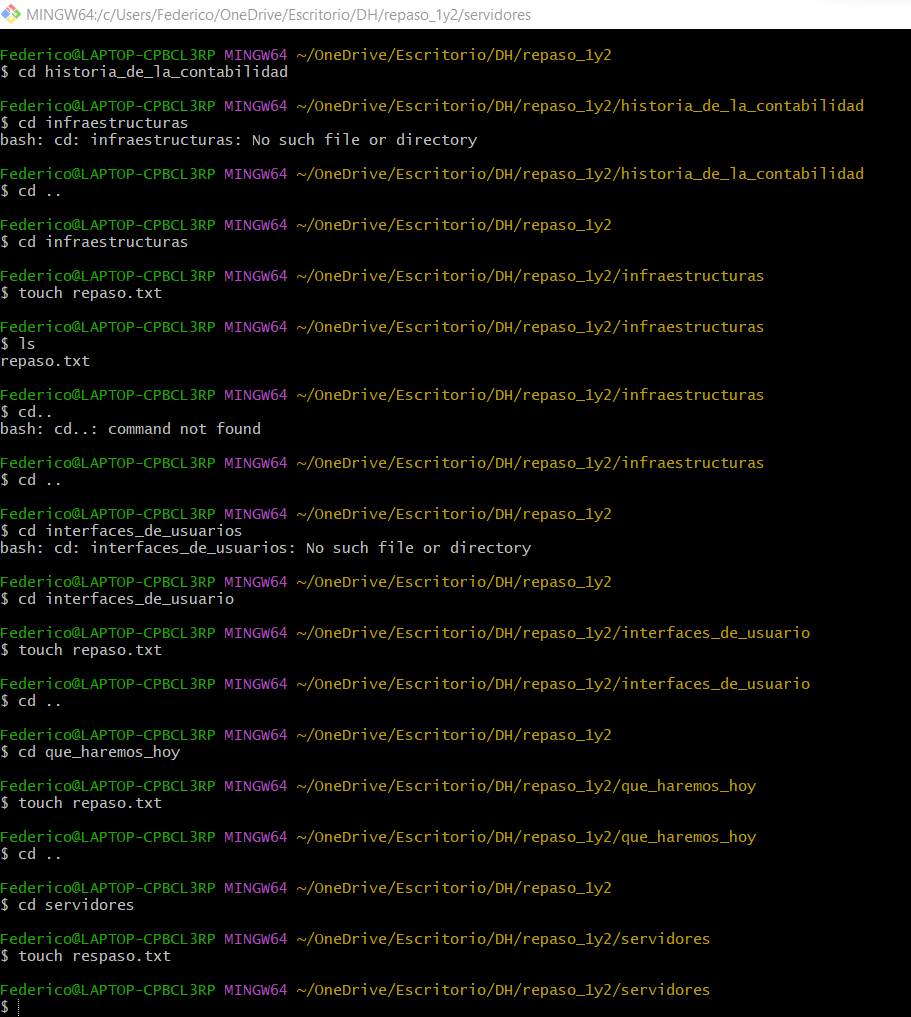 MINGW64:/c/Users/Federico/OneDrive/Escritorio/DH/repaso_1y2/servidores
Federico@LAPTOP-CPBCL3RP MINGW64 ~/OneDrive/Escritorio/DH/repaso_1y2
$ cd historia_de_la_contabilidad
Federico@LAPTOP-CPBCL3RP MINGW64 ~/OneDrive/Escritorio/DH/repaso_1y2/historia_de_la_contabilidad
$ cd infraestructuras
bash: cd: infraestructuras: No such file or directory
Federico@LAPTOP-CPBCL3RP MINGW64 ~/OneDrive/Escritorio/DH/repaso_1y2/historia_de_la_contabilidad
$ cd ..
Federico@LAPTOP-CPBCL3RP MINGW64 ~/OneDrive/Escritorio/DH/repaso_1y2
$ cd infraestructuras
Federico@LAPTOP-CPBCL3RP MINGW64 ~/OneDrive/Escritorio/DH/repaso_1y2/infraestructuras
$ touch repaso.txt
Federico@LAPTOP-CPBCL3RP MINGW64 ~/OneDrive/Escritorio/DH/repaso_1y2/infraestructuras
$ ls
repaso.txt
Federico@LAPTOP-CPBCL3RP MINGW64 ~/OneDrive/Escritorio/DH/repaso_1y2/infraestructuras
$ cd..
bash: cd..: command not found
Federico@LAPTOP-CPBCL3RP MINGW64 ~/OneDrive/Escritorio/DH/repaso_1y2/infraestructuras
$ cd ..
Federico@LAPTOP-CPBCL3RP MINGW64 ~/OneDrive/Escritorio/DH/repaso_1y2
$ cd interfaces_de_usuarios
bash: cd: interfaces_de_usuarios: No such file or directory
Federico@LAPTOP-CPBCL3RP MINGW64 ~/OneDrive/Escritorio/DH/repaso_1y2
$ cd interfaces_de_usuario
Federico@LAPTOP-CPBCL3RP MINGW64 ~/OneDrive/Escritorio/DH/repaso_1y2/interfaces_de_usuario
$ touch repaso.txt
Federico@LAPTOP-CPBCL3RP MINGW64 ~/OneDrive/Escritorio/DH/repaso_1y2/interfaces_de_usuario
$ cd ..
Federico@LAPTOP-CPBCL3RP MINGW64 ~/OneDrive/Escritorio/DH/repaso_1y2
$ cd que_haremos_hoy
Federico@LAPTOP-CPBCL3RP MINGW64 ~/OneDrive/Escritorio/DH/repaso_1y2/que_haremos_hoy
$ touch repaso.txt
Federico@LAPTOP-CPBCL3RP MINGW64 ~/OneDrive/Escritorio/DH/repaso_1y2/que_haremos_hoy
$ cd ..
Federico@LAPTOP-CPBCL3RP MINGW64 ~/OneDrive/Escritorio/DH/repaso_1y2
$ cd servidores
Federico@LAPTOP-CPBCL3RP MINGW64 ~/OneDrive/Escritorio/DH/repaso_1y2/servidores
$ touch respaso.txt
Federico@LAPTOP-CPBCL3RP MINGW64 ~/OneDrive/Escritorio/DH/repaso_1y2/servidores
$